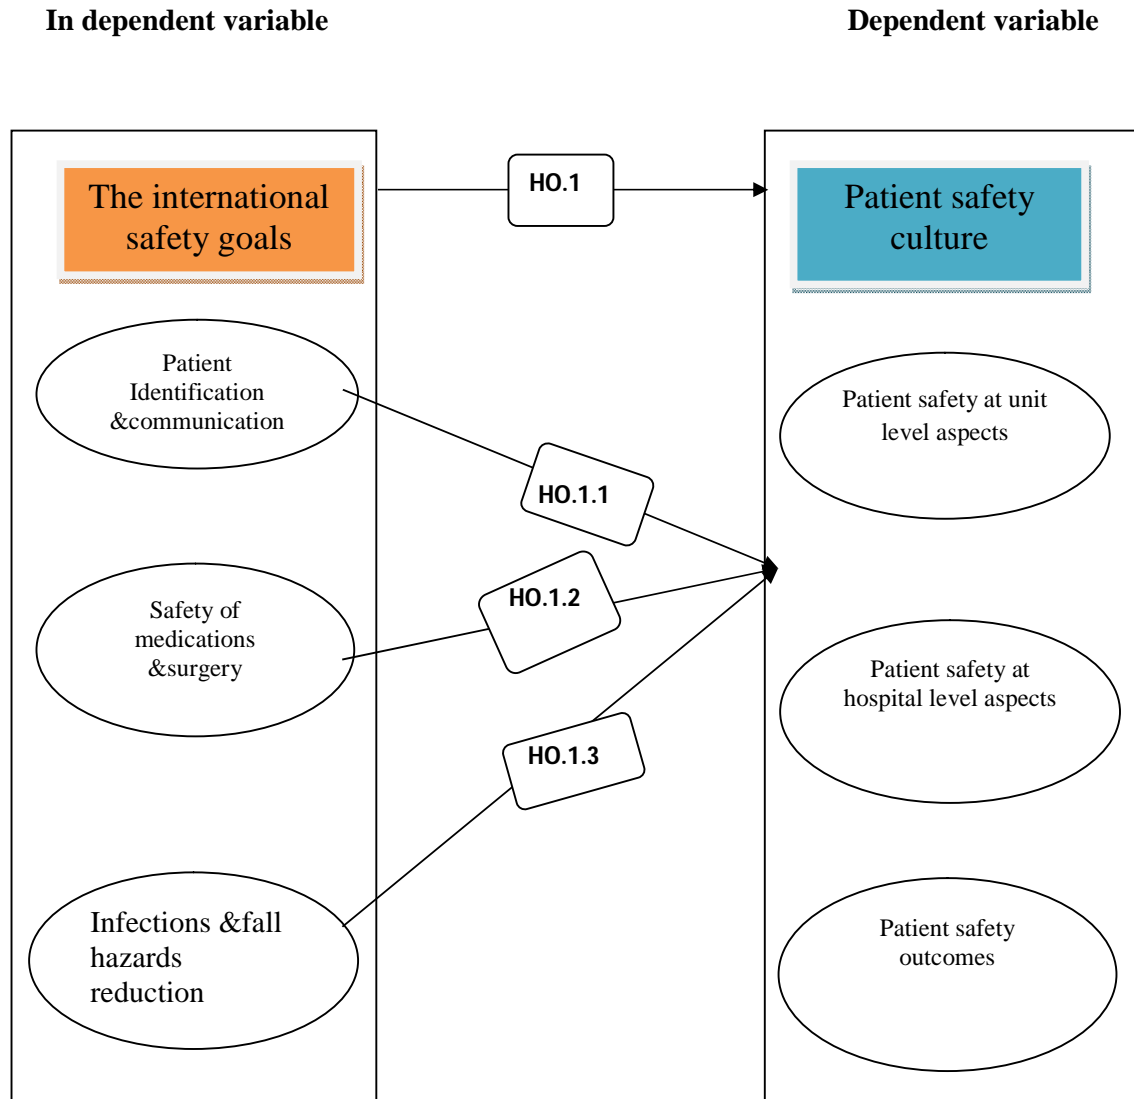 In dependent variable
Dependent variable
The international
safety goals
HO.1
Patient safety
culture
Patient
Identification
&communication
Patient safety at unit
level aspects
HO.1.1
HO.1.2
Safety of
medications
&surgery
Patient safety at
hospital level aspects
HO.1.3
Infections &fall
hazards
reduction
Patient safety
outcomes